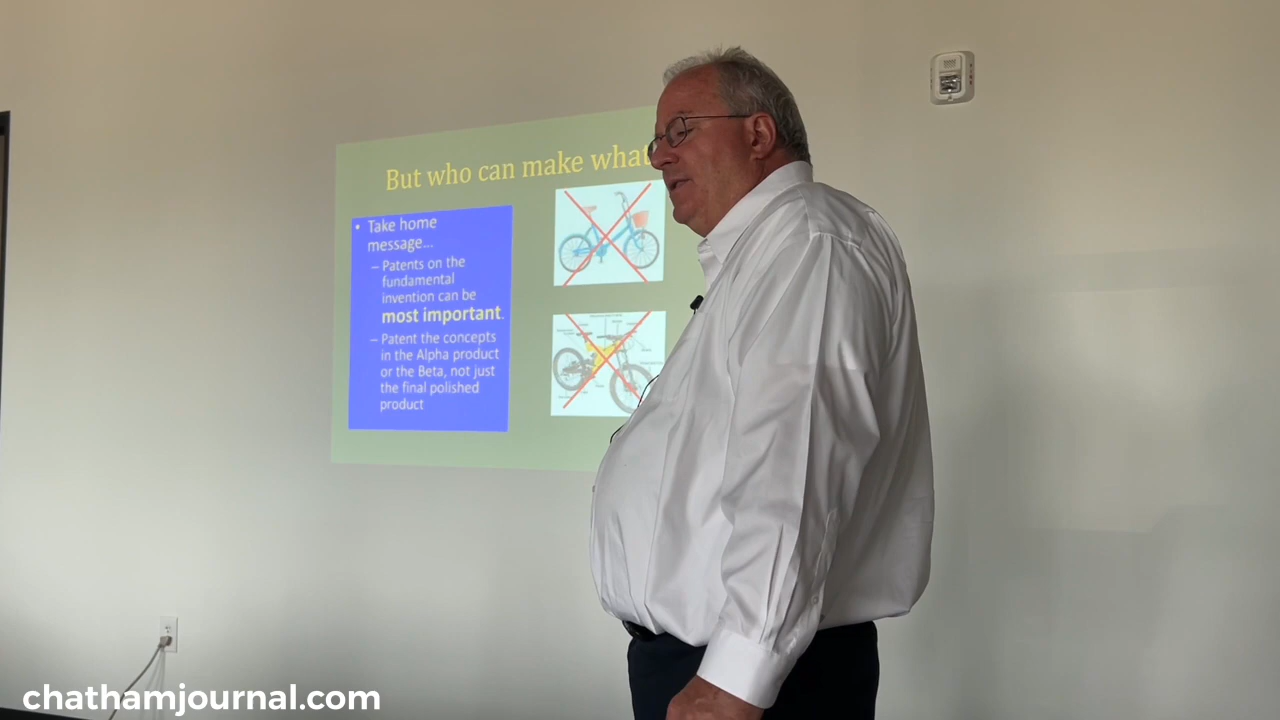 But who can make what
• Take home
message...
– Patents on the
fundamental
invention can be
most important.
– Patent the concepts
in the Alpha product
or the Beta, not just
the final polished
product
chathamjournal.com